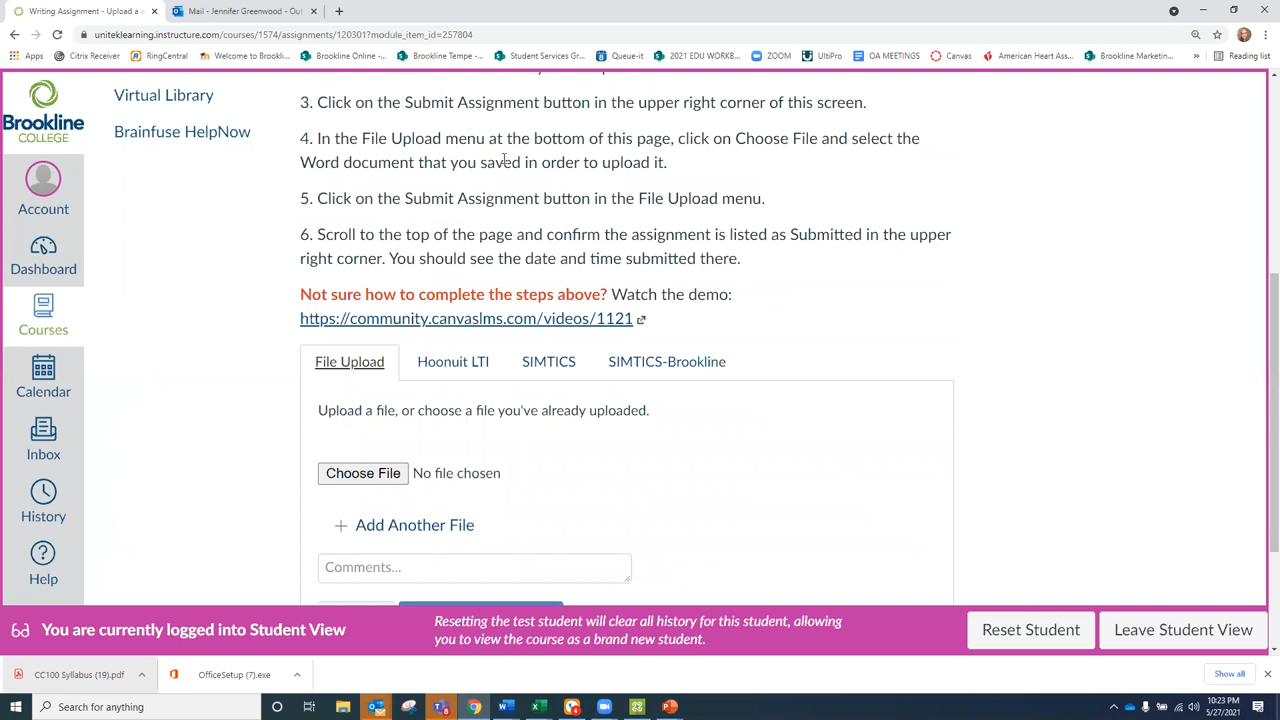 Writing Assignment - Upload a
Mail - Jennifer Greenwood - Out
uniteklearning.instructure.com/courses/1574/assignments/120301?module_item_id=257804
Apps Citrix Receiver RingCentral Welcome to Brookli... Brookline Online -... Brookline Tempe -... Student Services Gr... Queue-it 2021 EDU WORKB... ZOOM UltiPro OA MEETINGS Canvas American Heart Ass... Brookline Marketin... » Reading list
Brookline
COLLEGE
Account
Dashboard
Courses
Calendar
Inbox
History
Help
Virtual Library
Brainfuse HelpNow
3. Click on the Submit Assignment button in the upper right corner of this screen.
4. In the File Upload menu at the bottom of this page, click on Choose File and select the
Word document that you saved in order to upload it.
5. Click on the Submit Assignment button in the File Upload menu.
6. Scroll to the top of the page and confirm the assignment is listed as Submitted in the upper
right corner. You should see the date and time submitted there.
Not sure how to complete the steps above? Watch the demo:
https://community.canvaslms.com/videos/1121
File Upload Hoonuit LTI SIMTICS SIMTICS-Brookline
Upload a file, or choose a file you've already uploaded.
Choose File No file chosen
+ Add Another File
Comments...
You are currently logged into Student View
Resetting the test student will clear all history for this student, allowing
you to view the course as a brand new student.
Reset Student
Leave Student View
CC100 Syllabus (19).pdf
OfficeSetup (7).exe
Show all
Search for anything
10:23 PM
5/27/2021